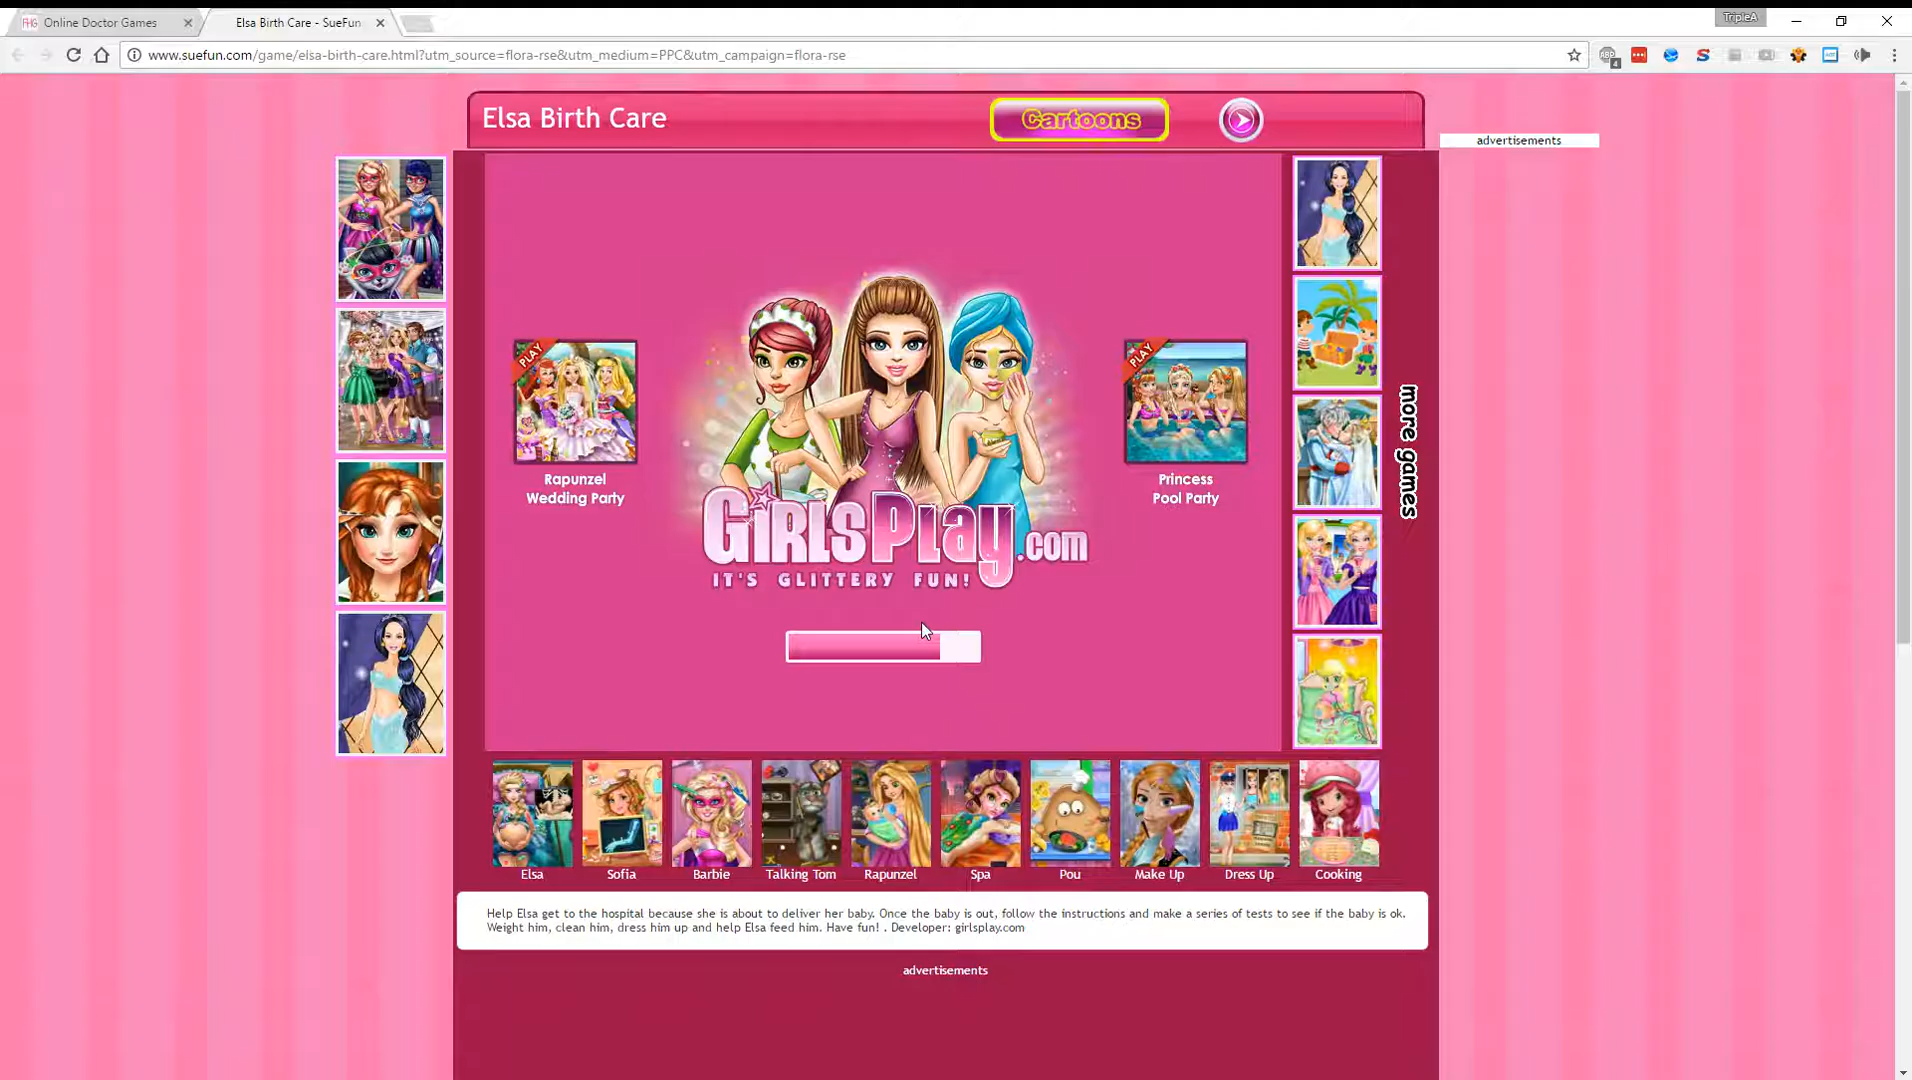 Online Doctor Games
Elsa Birth Care - SueFun
TripleA
www.suefun.com/game/elsa-birth-care.html?utm_source=flora-rse&utm_medium=PPC&utm_campaign=flora-rse
ABP
4
Elsa Birth Care
Cartoons
advertisements
PLAY
Rapunzel
Wedding Party
PLAY
Princess
Pool Party
GirlsPlay.com
IT'S GLITTERY FUN!
more games
Elsa
Sofia
Barbie
Talking Tom
Rapunzel
Spa
Pou
Make Up
Dress Up
Cooking
Help Elsa get to the hospital because she is about to deliver her baby. Once the baby is out, follow the instructions and make a series of tests to see if the baby is ok.
Weight him, clean him, dress him up and help Elsa feed him. Have fun! . Developer: girlsplay.com
advertisements